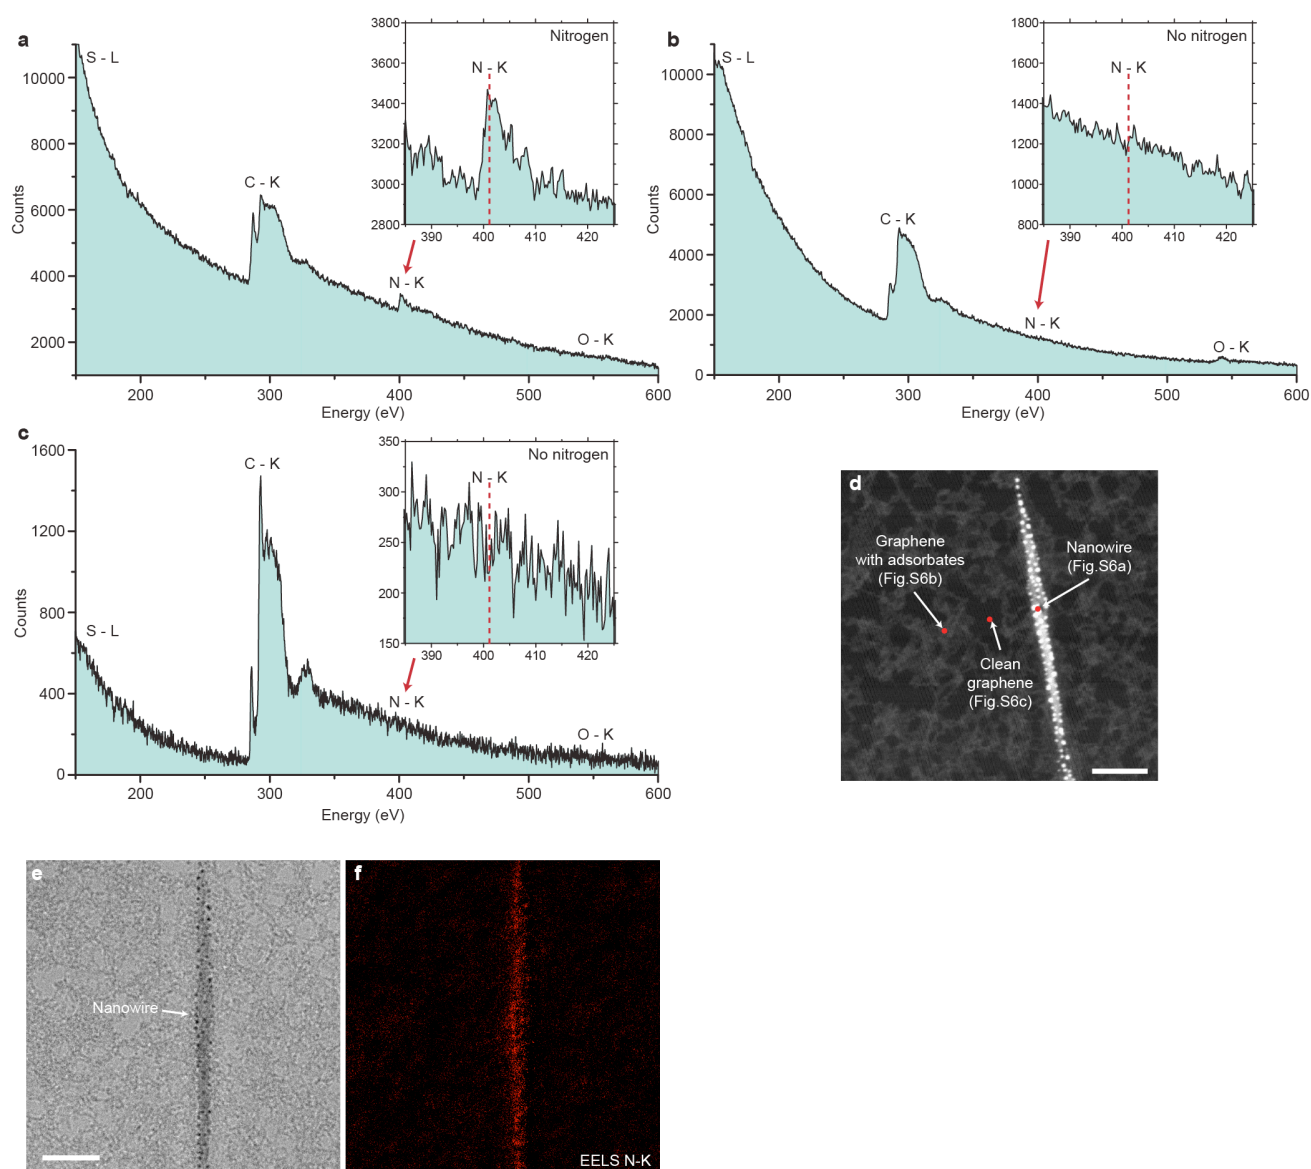 a
S - L
10000
8000
6000
4000
2000
Counts
C - K
N - K
O - K
200
300
400
500
600
Energy (eV)
3800
3600
3400
3200
3000
2800
Nitrogen
N - K
390
400
410
420
b
S - L
10000
8000
6000
4000
2000
0
Counts
C - K
N - K
O - K
200
300
400
500
600
Energy (eV)
1800
1600
1400
1200
1000
800
No nitrogen
N - K
390
400
410
420
c
1600
1200
800
400
0
Counts
S - L
C - K
N - K
O - K
200
300
400
500
600
Energy (eV)
350
300
250
200
150
No nitrogen
N - K
390
400
410
420
d
Graphene
with adsorbates
(Fig.S6b)
Nanowire
(Fig.S6a)
Clean
graphene
(Fig.S6c)
e
Nanowire
f
EELS N-K